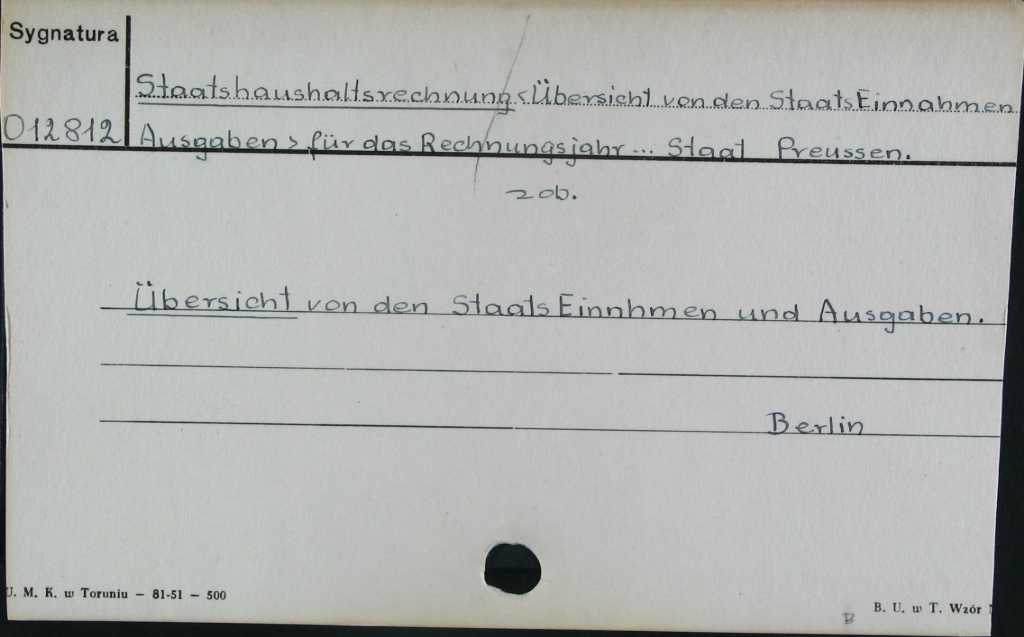 Sygnatura
Staatshaushaltsrechnung <Übersicht von den Staats Einnahmen
012812 Ausgaben> für das Rechnungsjahr... Staat Preussen.
zob.
Übersicht von den Staats Einnhmen und Ausgaben.
Berlin
U. M. K. w Toruniu – 81-51 – 500
B. U. w T. Wzór
B